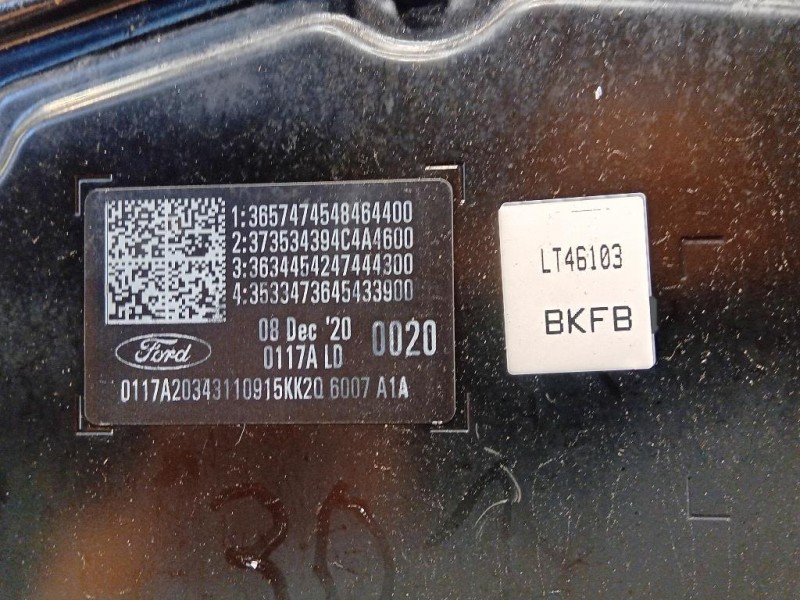 1:3657474548464400
2:373534394C4A4600
3:3634454247444300
4:3533473645433900
Ford
08 Dec '20
0117A LD
0020
0117A20343110915KK2Q 6007 A1A
LT46103
BKFB